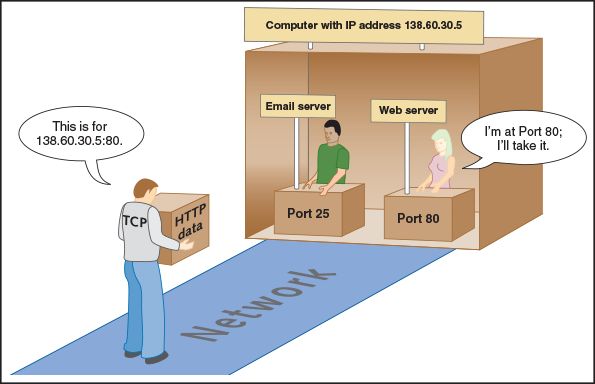 Computer with IP address 138.60.30.5
Email server
Web server
This is for
138.60.30.5:80.
I'm at Port 80;
I'll take it.
TCP
HTTP
data
Port 25
Port 80
Network